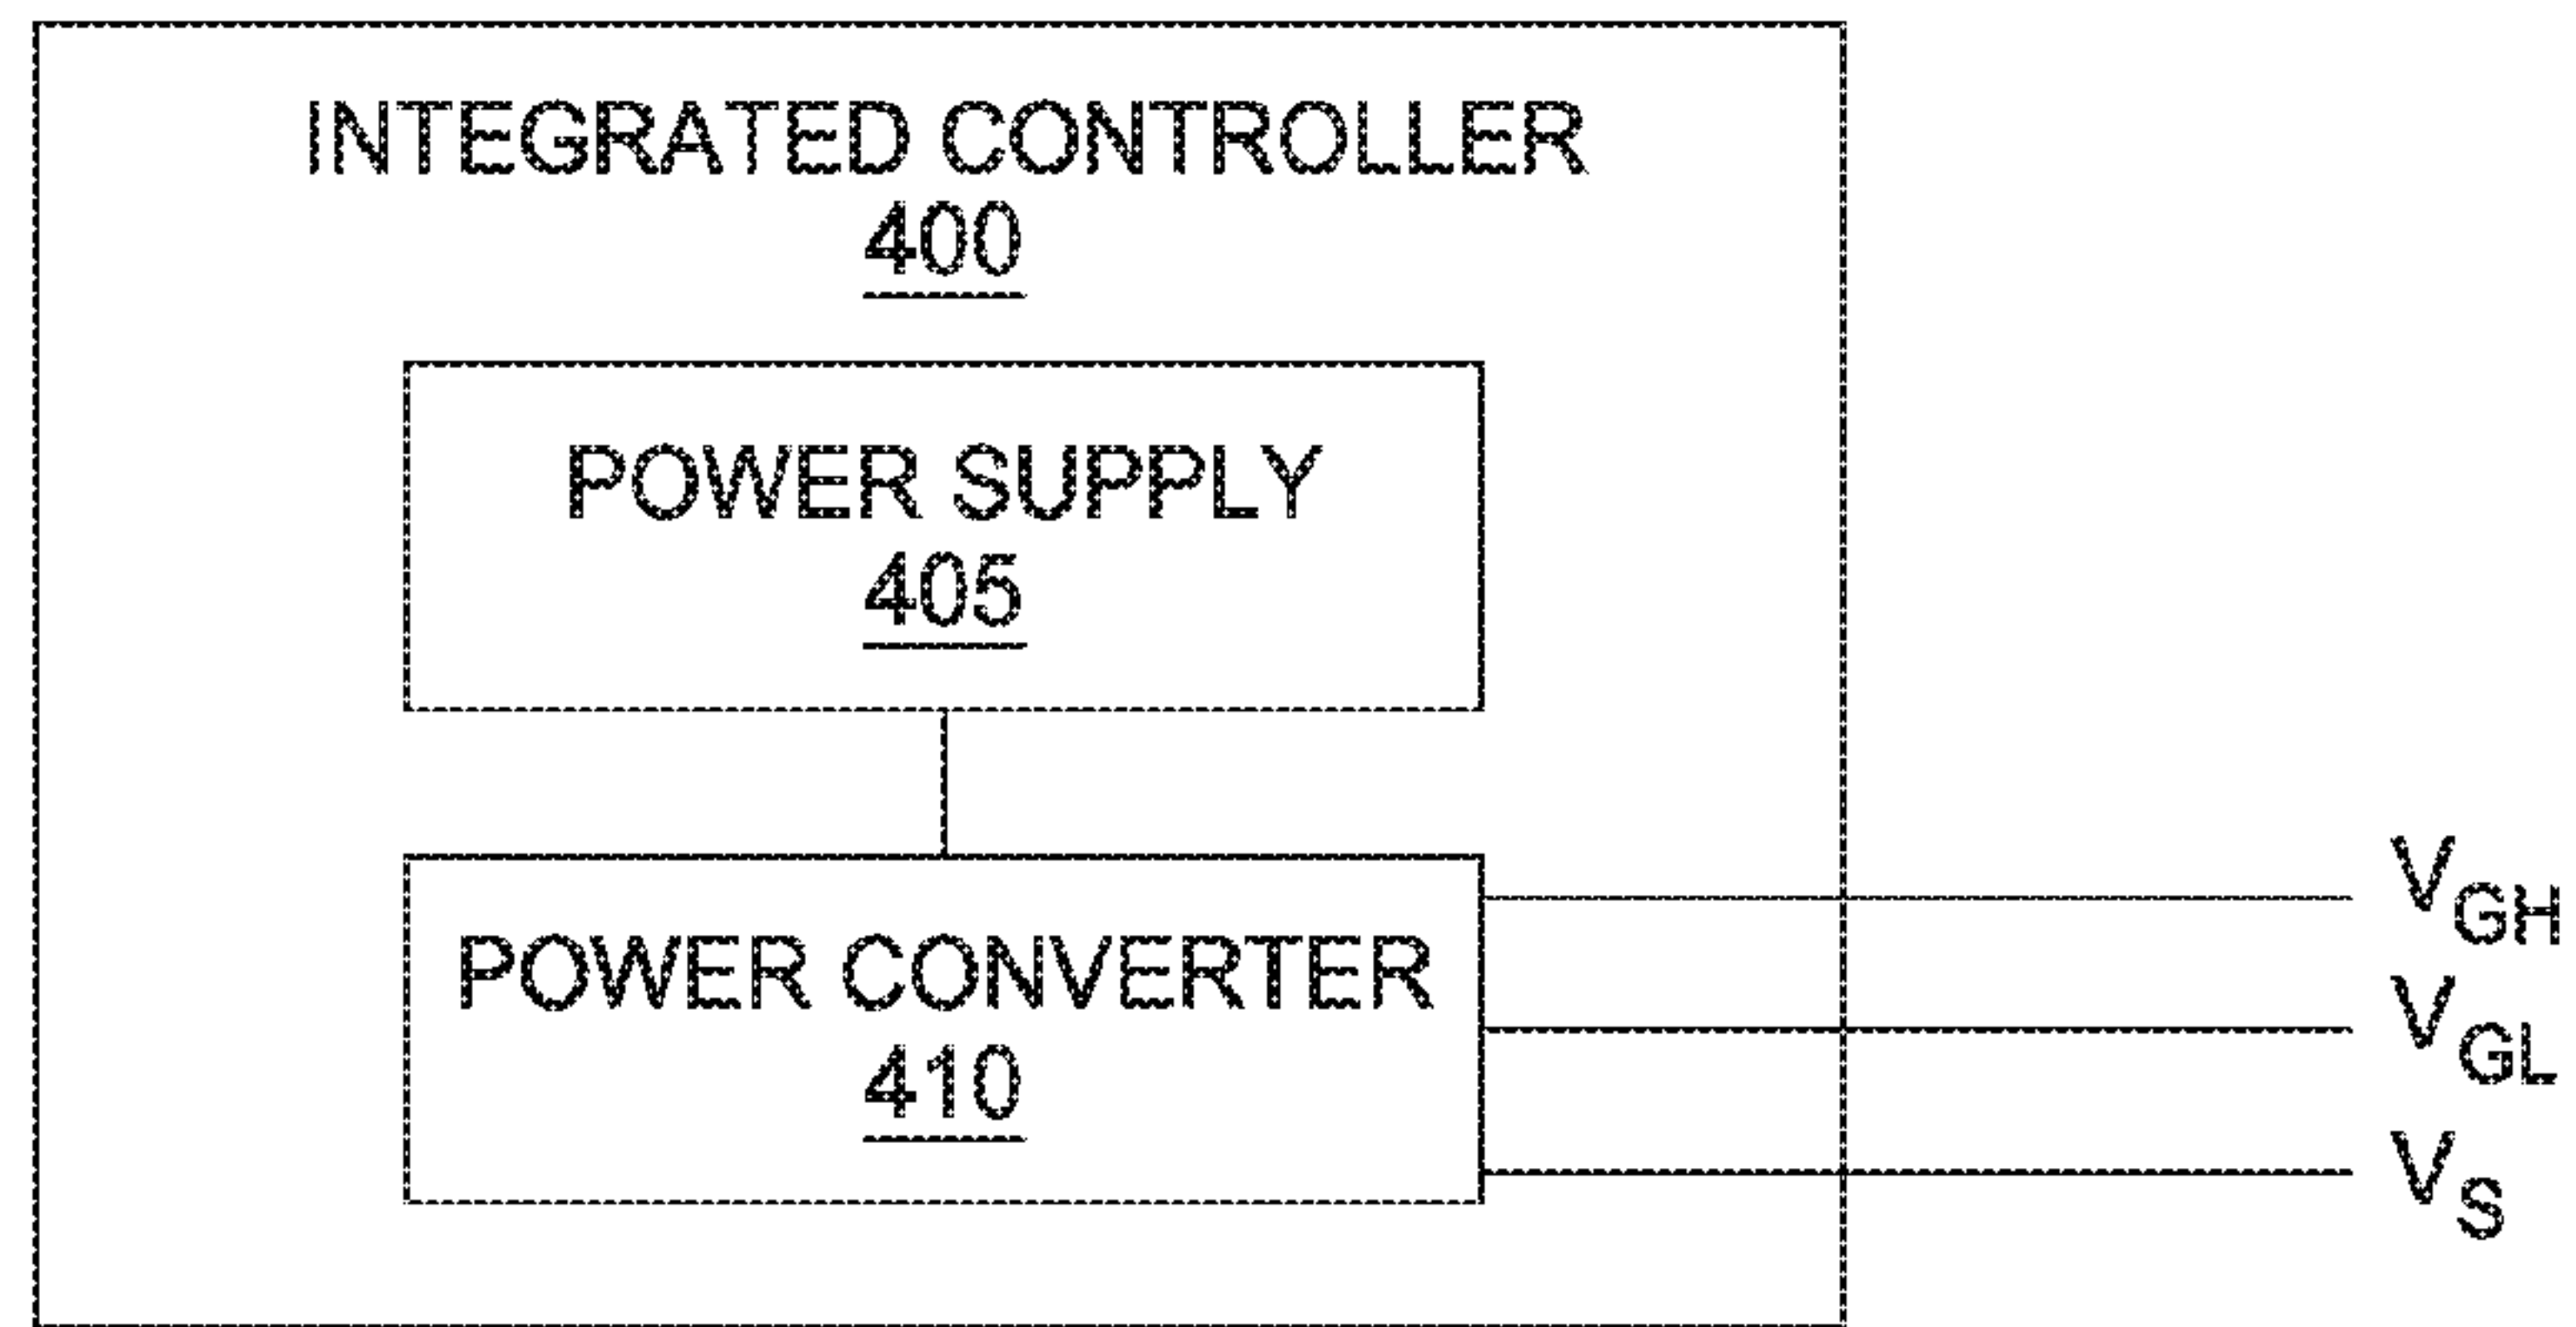 INTEGRATED CONTROLLER
400
POWER SUPPLY
405
POWER CONVERTER
410
VGH
VGL
VS